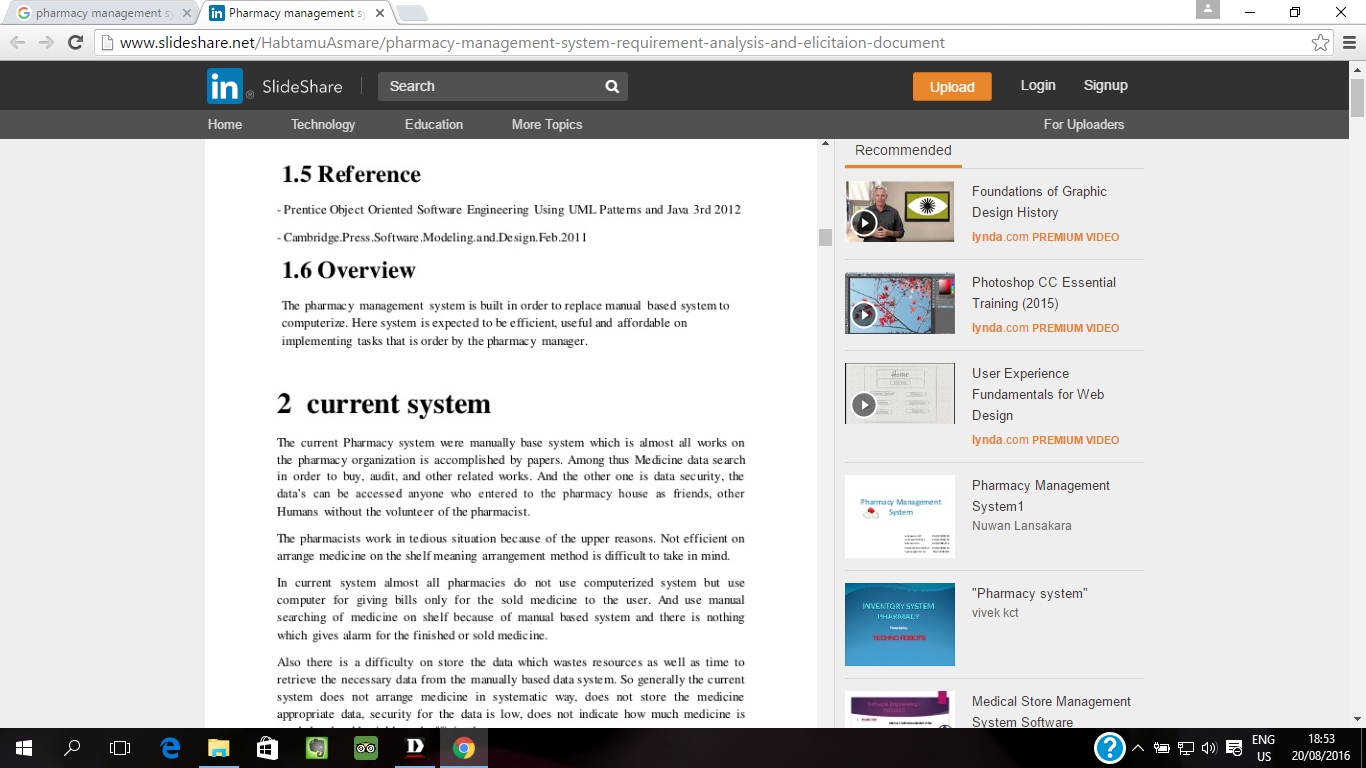 pharmacy management sy
Pharmacy management sy
www.slideshare.net/HabtamuAsmare/pharmacy-management-system-requirement-analysis-and-elicitaion-document
in ® SlideShare
Search
Upload
Login
Signup
Home
Technology
Education
More Topics
For Uploaders
1.5 Reference
- Prentice Object Oriented Software Engineering Using UML Patterns and Java 3rd 2012
- Cambridge.Press.Software.Modeling.and.Design.Feb.2011
1.6 Overview
The pharmacy management system is built in order to replace manual based system to
computerize. Here system is expected to be efficient, useful and affordable on
implementing tasks that is order by the pharmacy manager.
2 current system
The current Pharmacy system were manually base system which is almost all works on
the pharmacy organization is accomplished by papers. Among thus Medicine data search
in order to buy, audit, and other related works. And the other one is data security, the
data's can be accessed anyone who entered to the pharmacy house as friends, other
Humans without the volunteer of the pharmacist.
The pharmacists work in tedious situation because of the upper reasons. Not efficient on
arrange medicine on the shelf meaning arrangement method is difficult to take in mind.
In current system almost all pharmacies do not use computerized system but use
computer for giving bills only for the sold medicine to the user. And use manual
searching of medicine on shelf because of manual based system and there is nothing
which gives alarm for the finished or sold medicine.
Also there is a difficulty on store the data which wastes resources as well as time to
retrieve the necessary data from the manually based data system. So generally the current
system does not arrange medicine in systematic way, does not store the medicine
appropriate data, security for the data is low, does not indicate how much medicine is
Recommended
Foundations of Graphic
Design History
lynda.com PREMIUM VIDEO
Photoshop CC Essential
Training (2015)
lynda.com PREMIUM VIDEO
Home
User Experience
Fundamentals for Web
Design
lynda.com PREMIUM VIDEO
Pharmacy Management
System
Pharmacy Management
System1
Nuwan Lansakara
INVENTORY SYSTEM
PHARMACY
TECHNO ROBOTS
"Pharmacy system"
vivek kct
Medical Store Management
System Software
ENG
US
18:53
20/08/2016